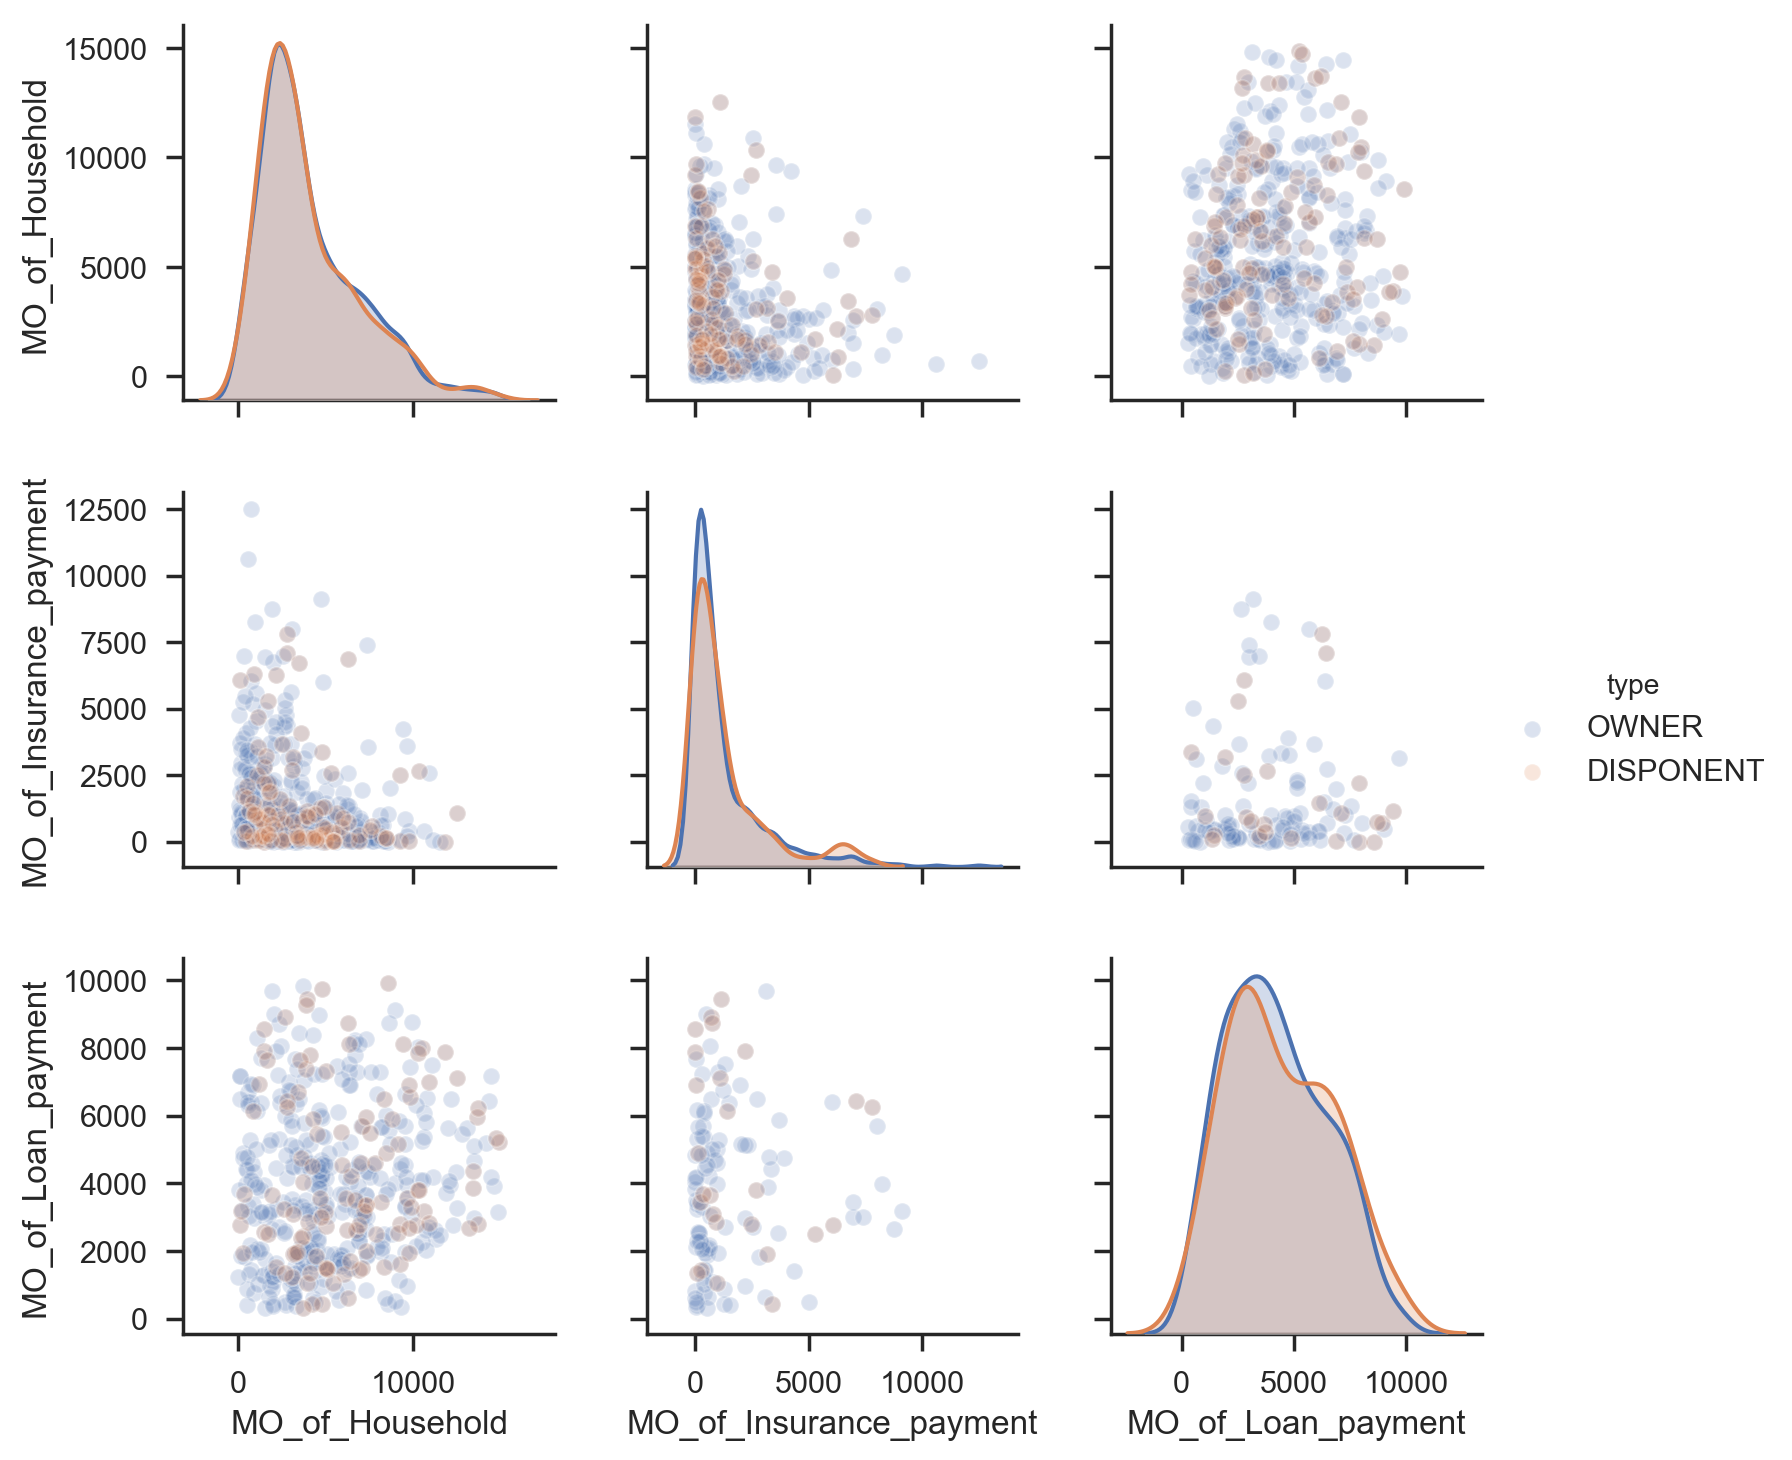 MO_of_Household
15000
10000
5000
0
MO_of_Insurance_payment
12500
10000
7500
5000
2500
0
type
OWNER
DISPONENT
MO_of_Loan_payment
10000
8000
6000
4000
2000
0
0 10000
0 5000 10000
0 5000 10000
MO_of_Household
MO_of_Insurance_payment
MO_of_Loan_payment